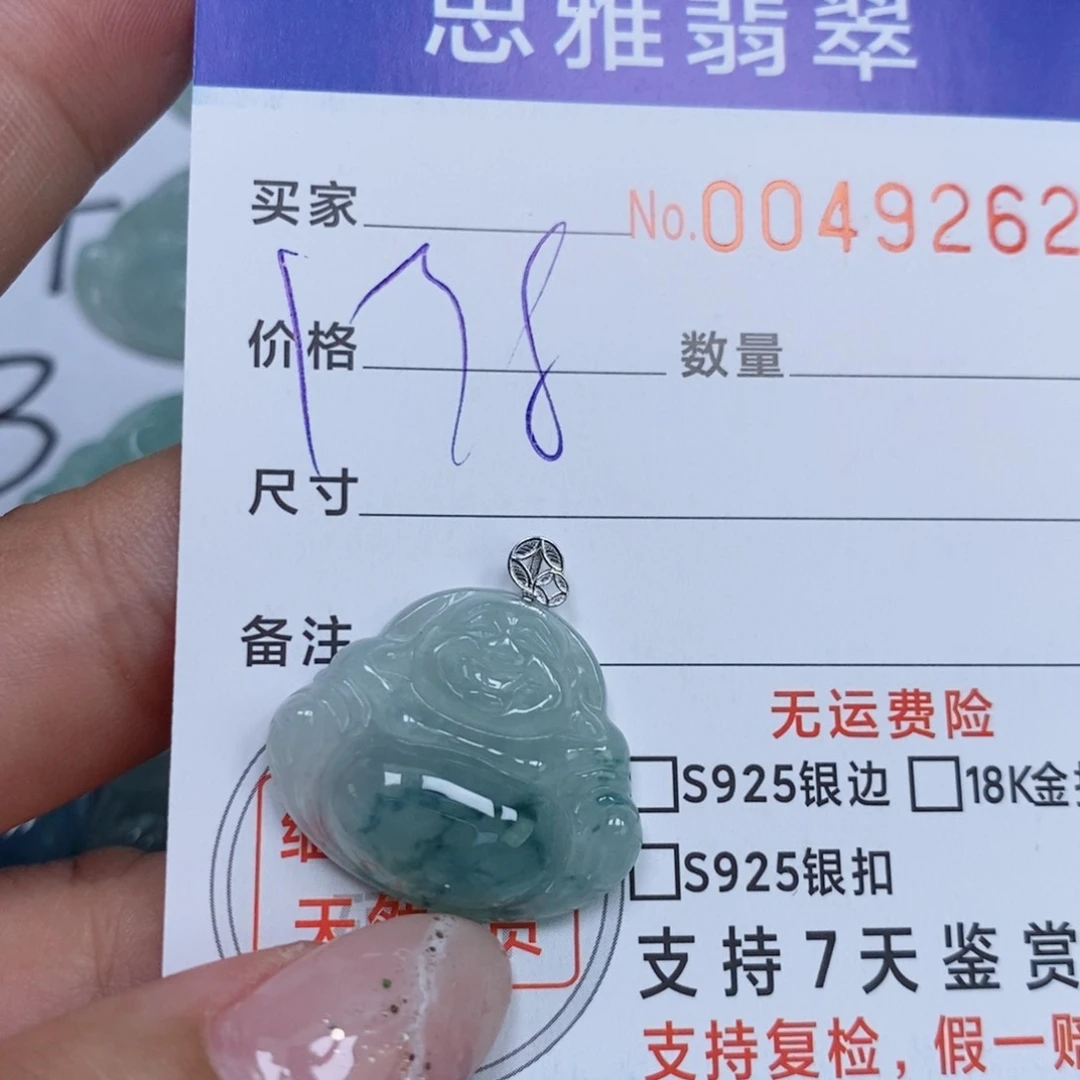 思雅翡翠
买家 No.0049262
价格 178 数量
尺寸
备注
无运费险
□S925银边 □18K金
□S925银扣
支持7天鉴赏
支持复检，假一赔
天然